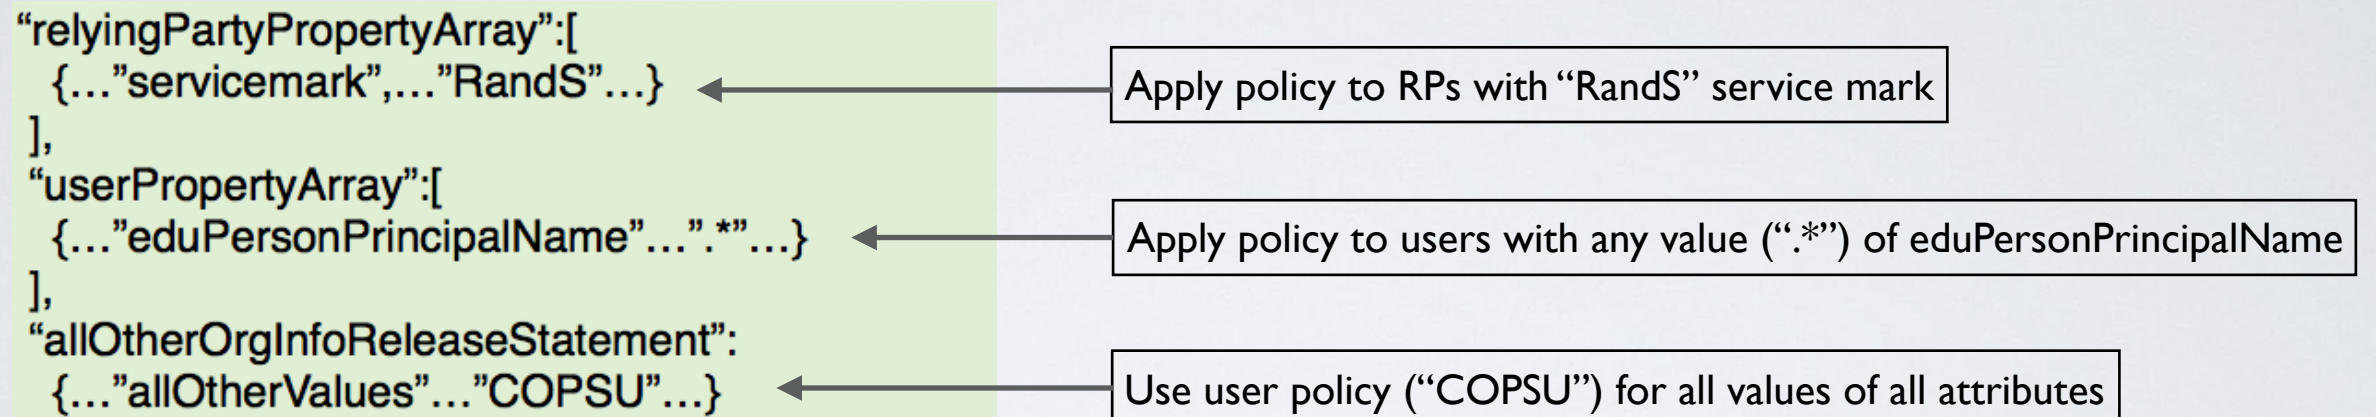 “relyingPartyPropertyArray”:[
{…”servicemark”,…”RandS”…}
],
“userPropertyArray”:[
{…”eduPersonPrincipalName”…”.*”…}
],
“allOtherOrgInfoReleaseStatement”:
{…”allOtherValues”…”COPSU”…}
Apply policy to RPs with “RandS” service mark
Apply policy to users with any value (“.*”) of eduPersonPrincipalName
Use user policy (“COPSU”) for all values of all attributes